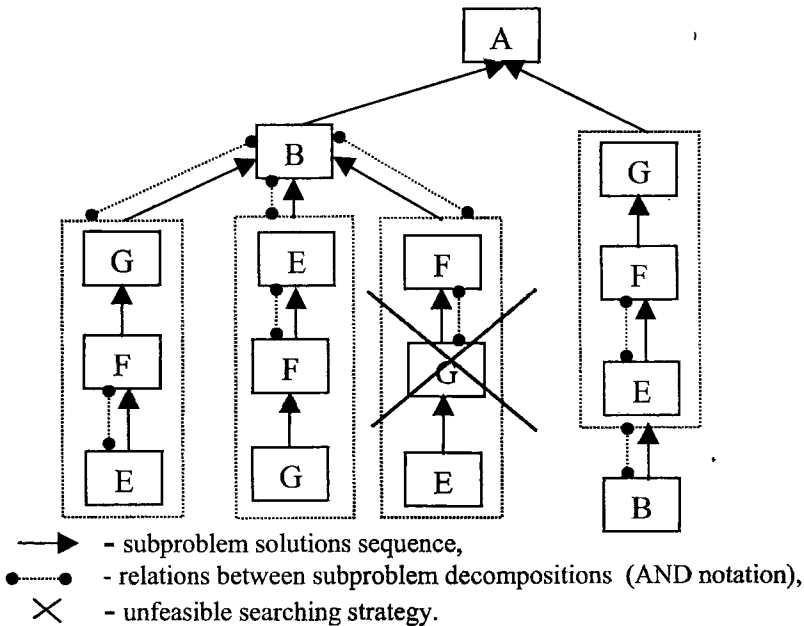 A
B
G
G
E
F
F
F
F
G
E
E
G
E
B
- subproblem solutions sequence,
- relations between subproblem decompositions (AND notation),
- unfeasible searching strategy.